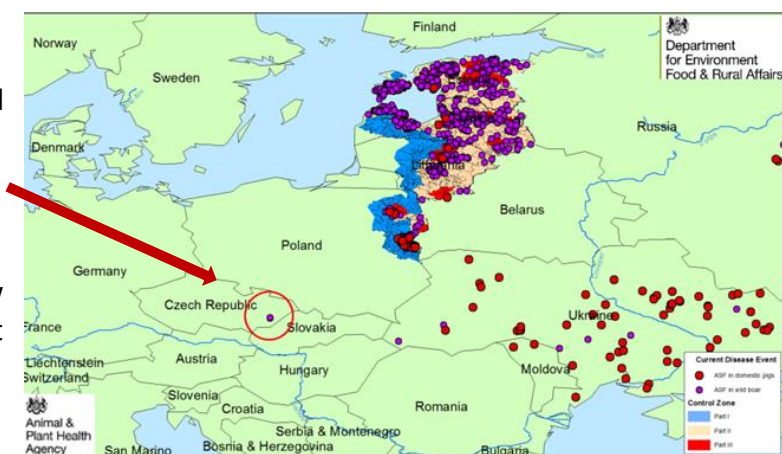 Finland
Norway
Department
for Environment
Food & Rural Affairs
Sweden
Russia
Denmark
Lithuania
Belarus
Poland
Germany
Czech Republic
Ukraine
France
Slovakia
Liechtenstein
Switzerland
Austria
Hungary
Moldova
Current Disease Event
ASF in domestic pigs
ASF in wild boar
Control Zone
Part I
Part II
Part III
Slovenia
Croatia
Romania
Animal &
Plant Health
Agency
San Marino
Serbia & Montenegro
Bosnia & Herzegovina
Bulgaria